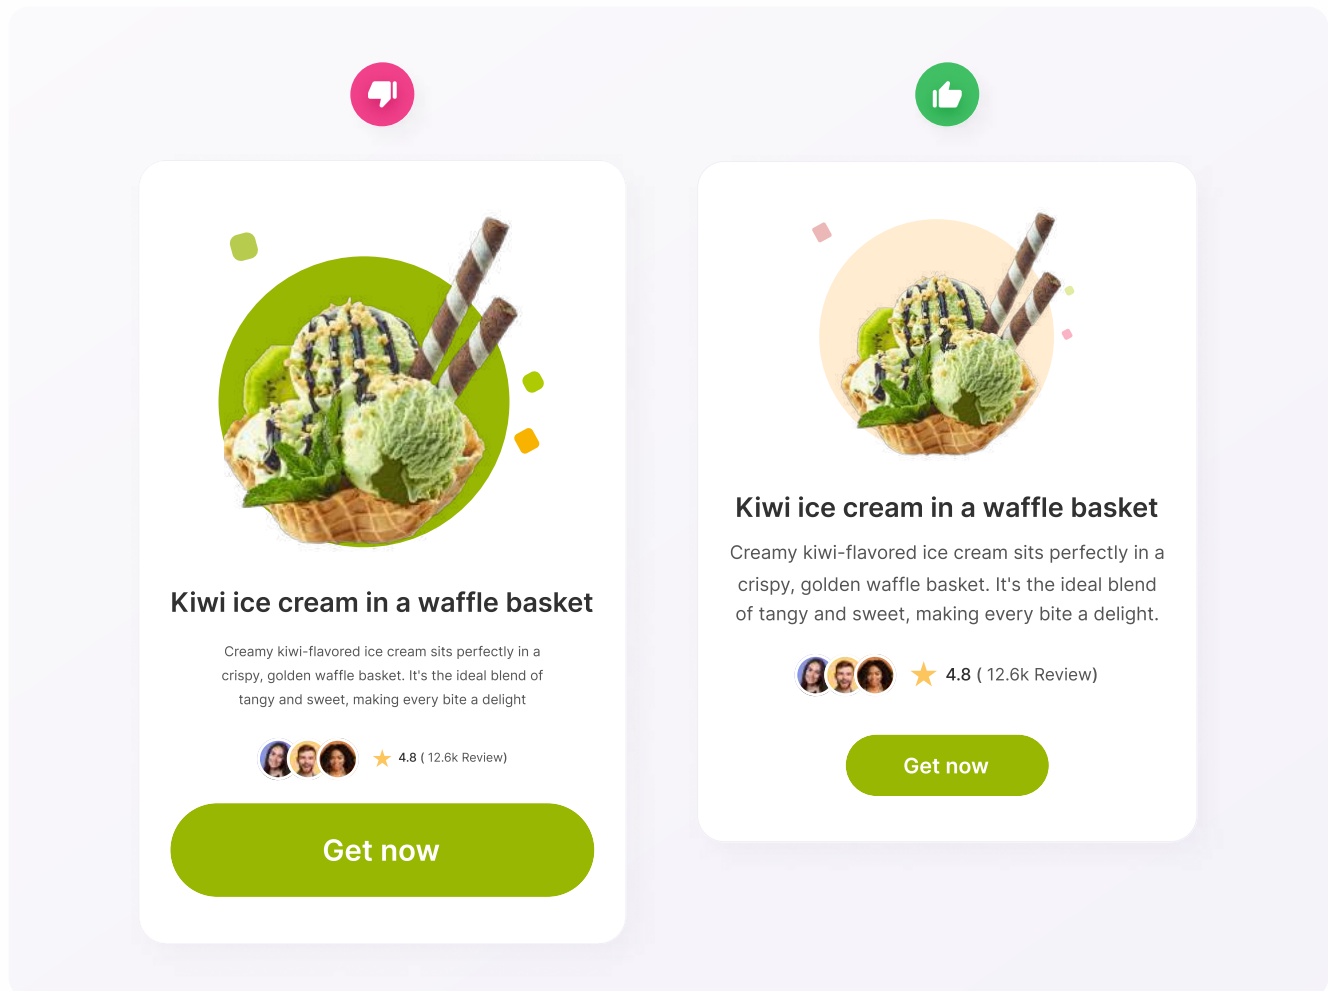 Kiwi ice cream in a waffle basket
Creamy kiwi-flavored ice cream sits perfectly in a
crispy, golden waffle basket. It's the ideal blend of
tangy and sweet, making every bite a delight
4.8 ( 12.6k Review)
Get now
Kiwi ice cream in a waffle basket
Creamy kiwi-flavored ice cream sits perfectly in a
crispy, golden waffle basket. It's the ideal blend
of tangy and sweet, making every bite a delight.
4.8 ( 12.6k Review)
Get now